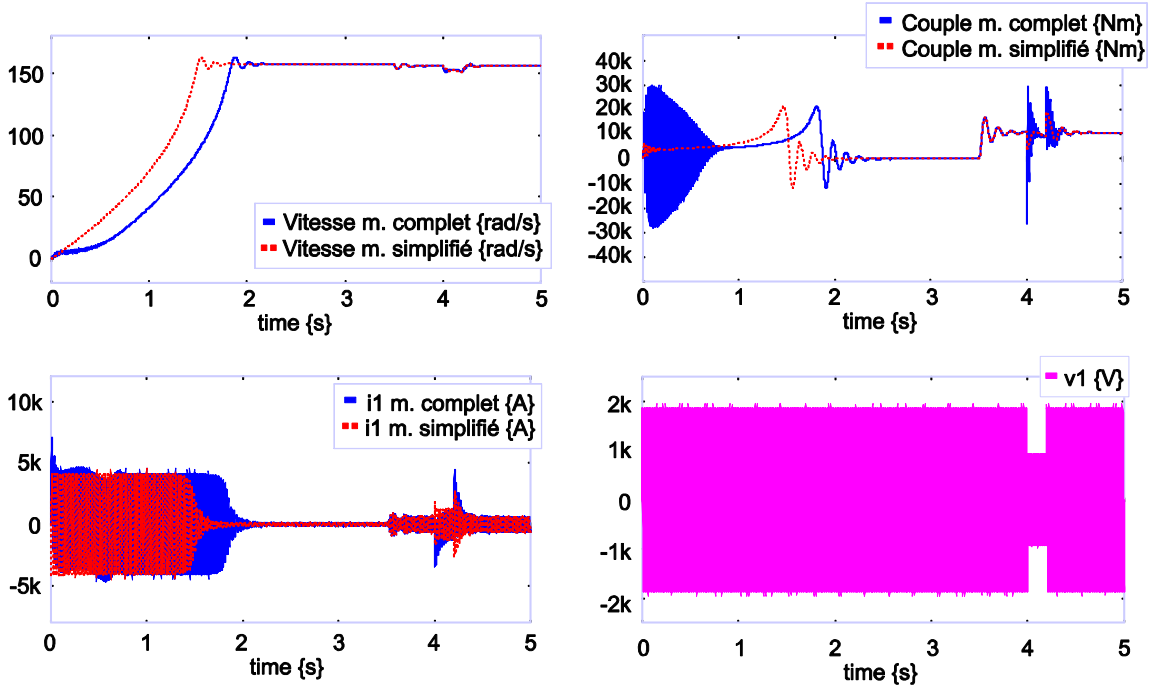 150
100
50
0
Vitesse m. complet {rad/s}
Vitesse m. simplifié {rad/s}
0 1 2 3 4 5
time {s}
Couple m. complet {Nm}
Couple m. simplifié {Nm}
40k
30k
20k
10k
0
-10k
-20k
-30k
-40k
0 1 2 3 4 5
time {s}
10k
5k
0
-5k
i1 m. complet {A}
i1 m. simplifié {A}
0 1 2 3 4 5
time {s}
v1 {V}
2k
1k
0
-1k
-2k
0 1 2 3 4 5
time {s}